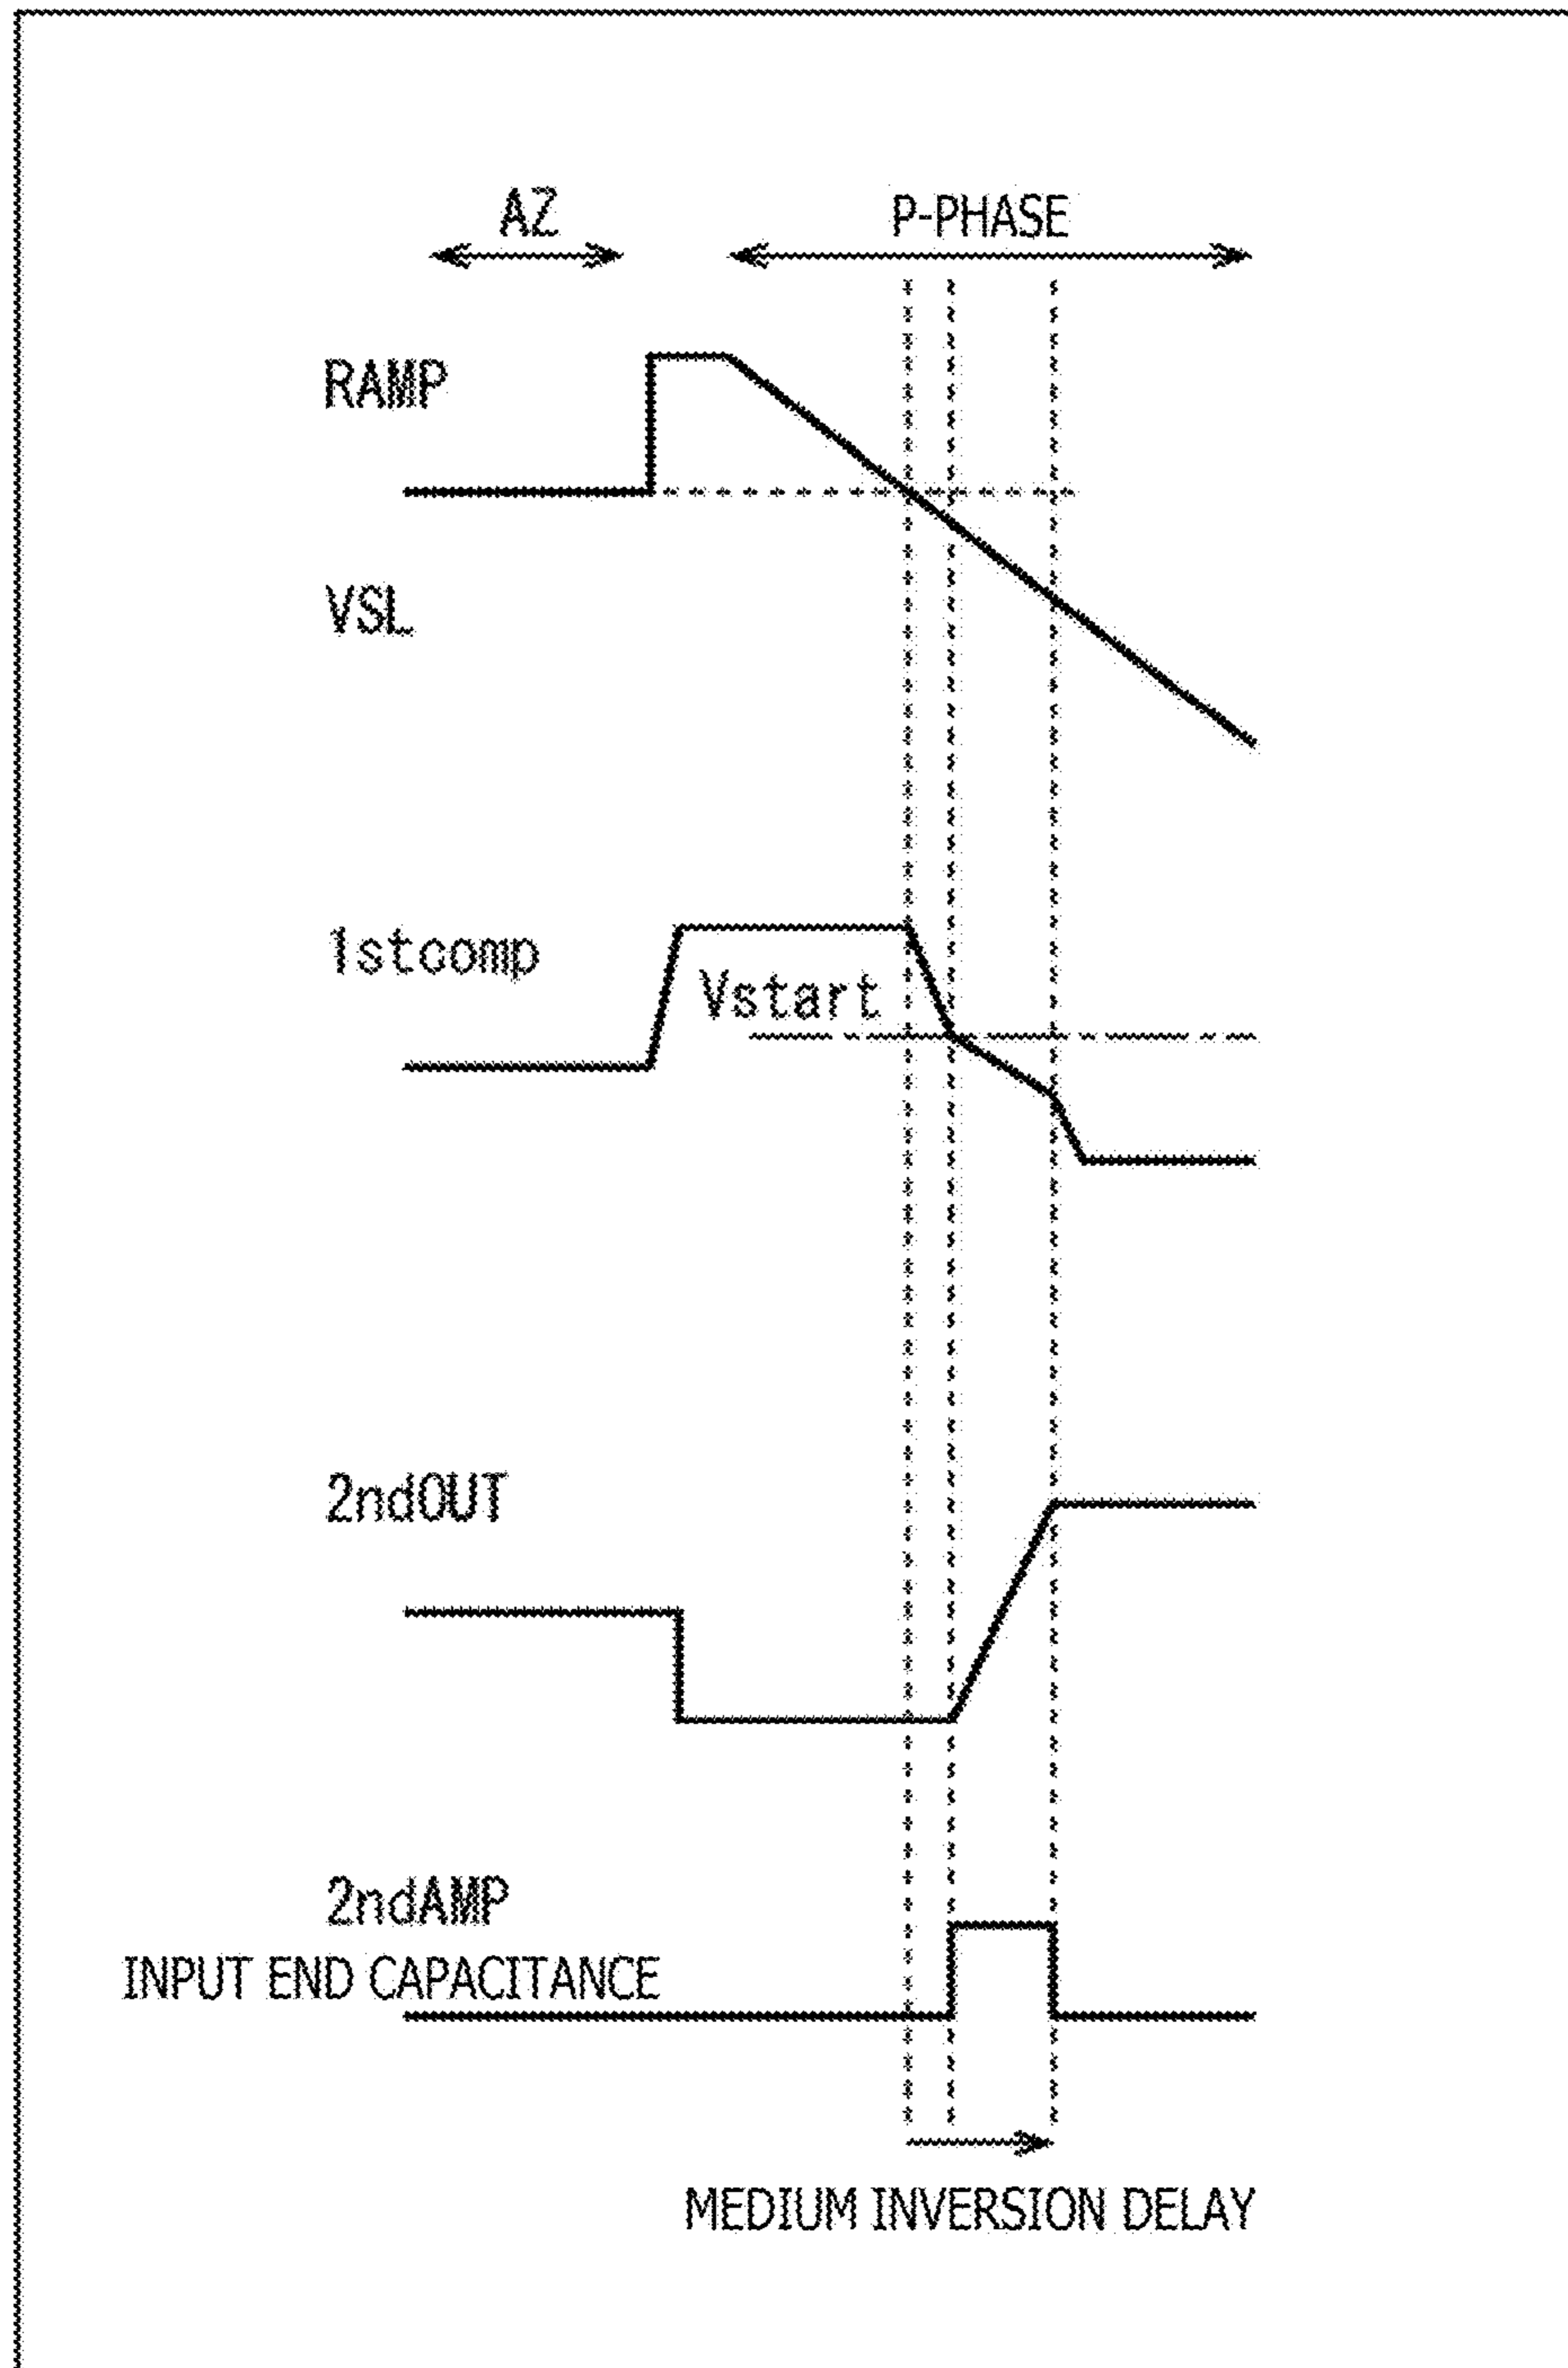 AZ
P-PHASE
RAMP
VSL
1stcomp
Vstart
2ndOUT
2ndAMP
INPUT END CAPACITANCE
MEDIUM INVERSION DELAY